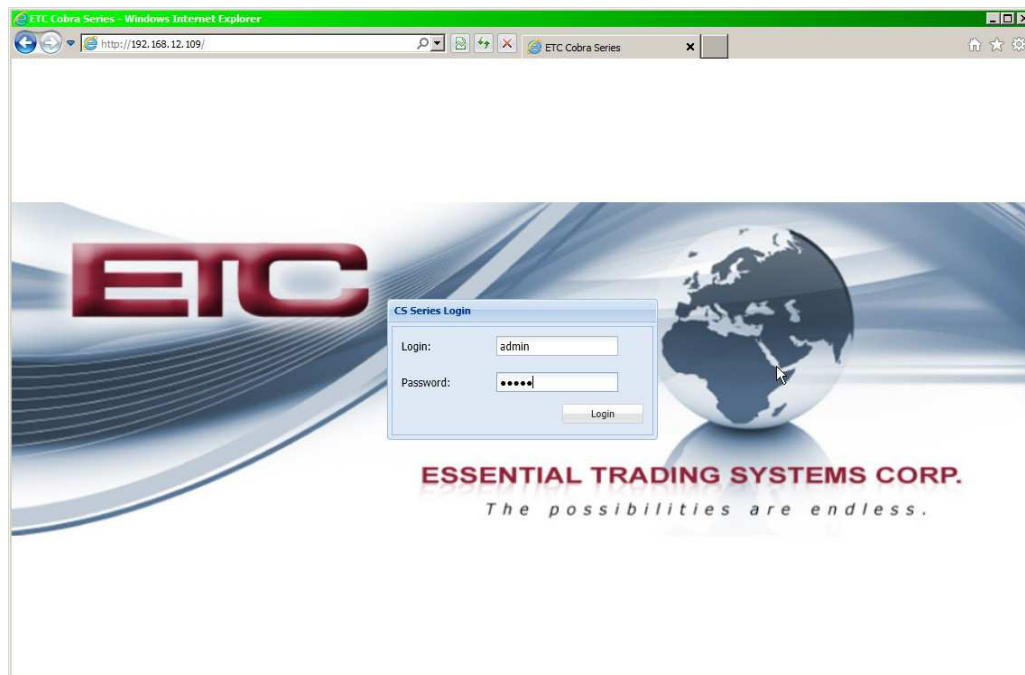 ETC Cobra Series - Windows Internet Explorer
http://192.168.12.109/
ETC Cobra Series
ETC
CS Series Login
Login: admin
Password: •••••
Login
ESSENTIAL TRADING SYSTEMS CORP.
The possibilities are endless.